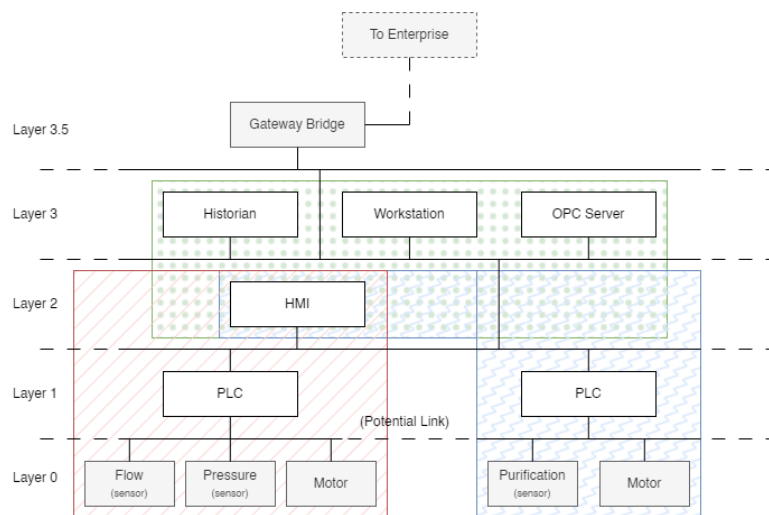 To Enterprise
Layer 3.5
Gateway Bridge
Layer 3
Historian
Workstation
OPC Server
Layer 2
HMI
Layer 1
PLC
PLC
(Potential Link)
Layer 0
Flow
(sensor)
Pressure
(sensor)
Motor
Purification
(sensor)
Motor